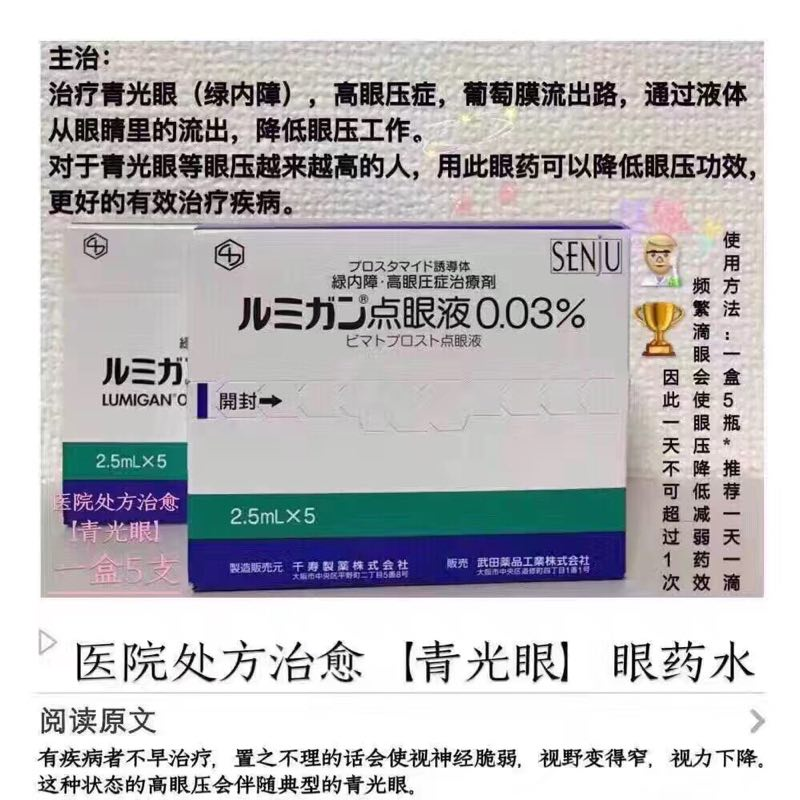 主治：
治疗青光眼（绿内障），高眼压症，葡萄膜流出路，通过液体
从眼睛里的流出，降低眼压工作。
对于青光眼等眼压越来越高的人，用此眼药可以降低眼压功效，
更好的有效治疗疾病。
SENJU
プロスタマイド誘導体
緑内障・高眼圧症治療剤
ルミガン®点眼液0.03%
ビマトプロスト点眼液
開封→
2.5mL×5
製造販売元 千寿製薬株式会社
大阪市中央区平野町二丁目5番8号
販売 武田薬品工業株式会社
大阪市中央区道修町四丁目1番1号
緑
ルミガ
LUMIGAN®0
2.5mL×5
医院处方治愈
【青光眼】
一盒5支
使用方法：一盒5瓶*推荐一天一滴
频繁滴眼会使眼压降低减弱药效
因此一天不可超过1次
医院处方治愈【青光眼】眼药水
阅读原文
有疾病者不早治疗，置之不理的话会使视神经脆弱，视野变得窄，视力下降。
这种状态的高眼压会伴随典型的青光眼。